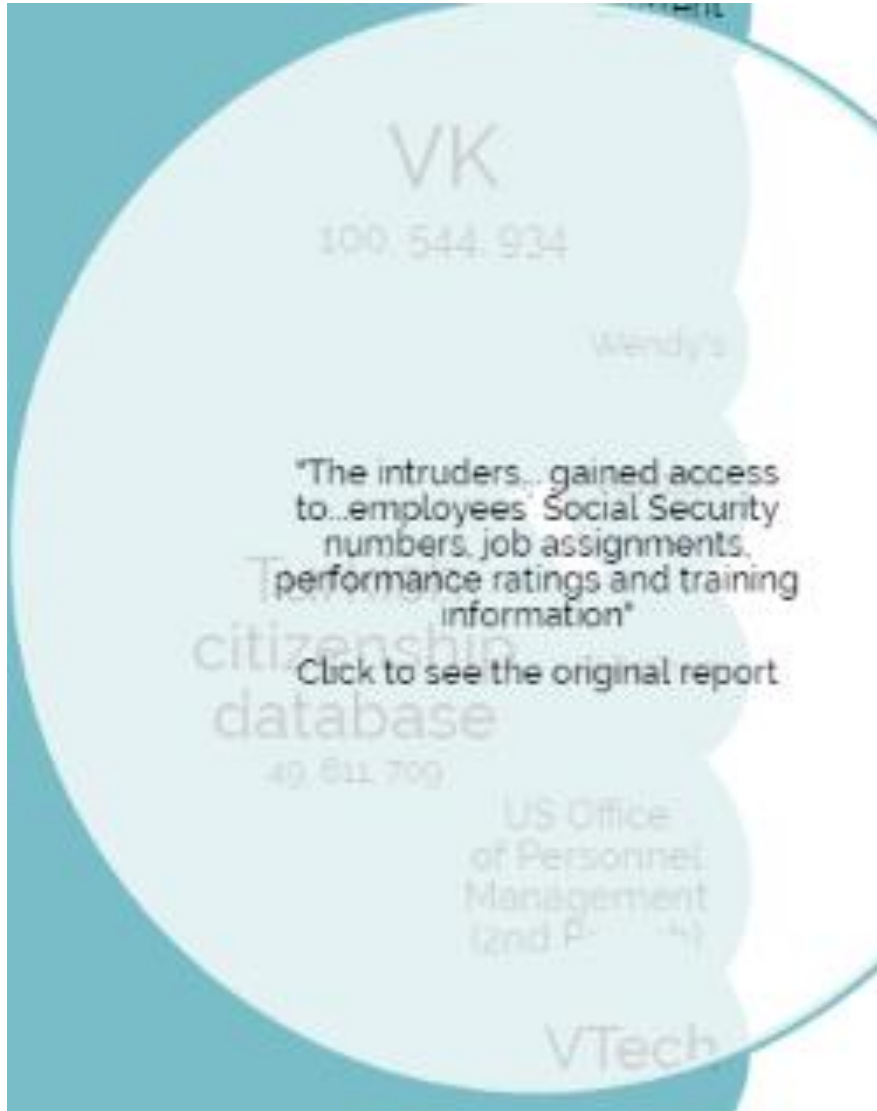 VK
100, 544, 934
Wendy's
"The intruders... gained access
to...employees' Social Security
numbers, job assignments,
performance ratings and training
information"
Click to see the original report
citizenship
database
49, 611, 709
US Office
of Personnel
Management
(2nd
VTech